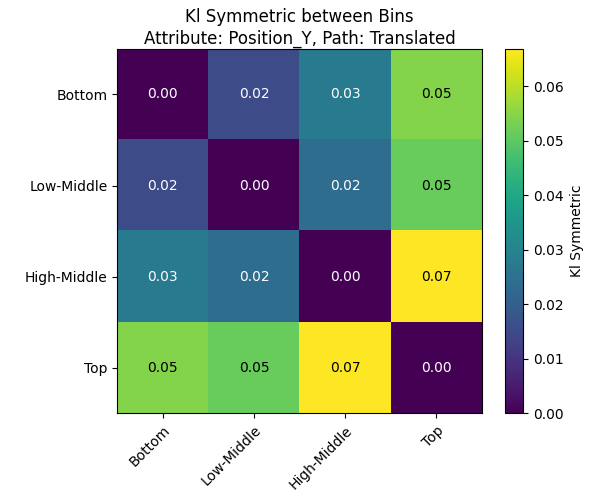 Kl Symmetric between Bins
Attribute: Position_Y, Path: Translated
Bottom 0.00 0.02 0.03 0.05
Low-Middle 0.02 0.00 0.02 0.05
High-Middle 0.03 0.02 0.00 0.07
Top 0.05 0.05 0.07 0.00
Bottom Low-Middle High-Middle Top
0.06
0.05
0.04
0.03
0.02
0.01
0.00
Kl Symmetric